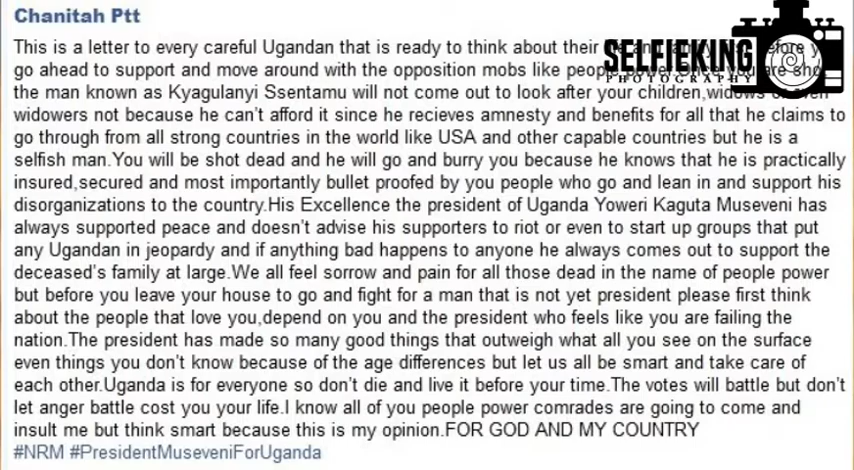 Chanitah Ptt
SELFIEKING
PHOTOGRAPHY
This is a letter to every careful Ugandan that is ready to think about their
go ahead to support and move around with the opposition mobs like people power.Once you are shot
the man known as Kyagulanyi Ssentamu will not come out to look after your children,widows or even
widowers not because he can't afford it since he recieves amnesty and benefits for all that he claims to
go through from all strong countries in the world like USA and other capable countries but he is a
selfish man.You will be shot dead and he will go and burry you because he knows that he is practically
insured,secured and most importantly bullet proofed by you people who go and lean in and support his
disorganizations to the country.His Excellence the president of Uganda Yoweri Kaguta Museveni has
always supported peace and doesn't advise his supporters to riot or even to start up groups that put
any Ugandan in jeopardy and if anything bad happens to anyone he always comes out to support the
deceased's family at large.We all feel sorrow and pain for all those dead in the name of people power
but before you leave your house to go and fight for a man that is not yet president please first think
about the people that love you,depend on you and the president who feels like you are failing the
nation.The president has made so many good things that outweigh what all you see on the surface
even things you don't know because of the age differences but let us all be smart and take care of
each other.Uganda is for everyone so don't die and live it before your time.The votes will battle but don't
let anger battle cost you your life.I know all of you people power comrades are going to come and
insult me but think smart because this is my opinion.FOR GOD AND MY COUNTRY
#NRM #PresidentMuseveniForUganda